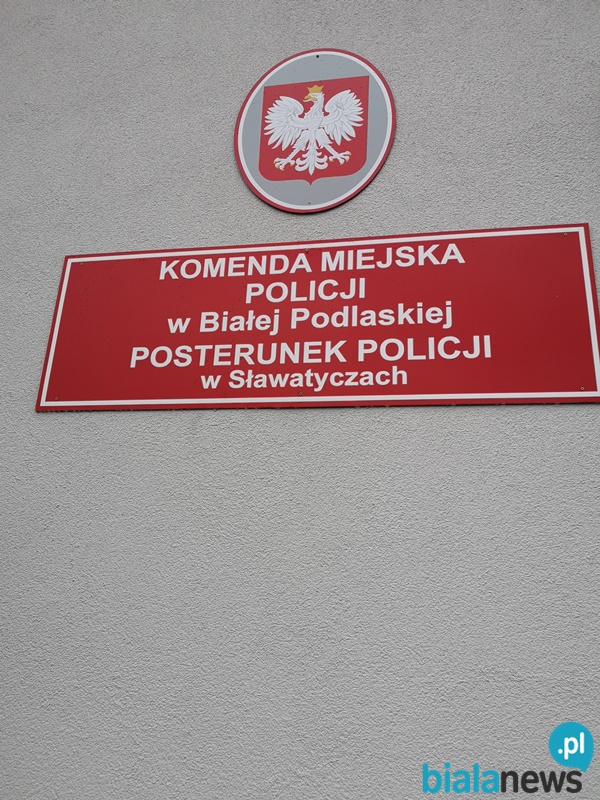 KOMENDA MIEJSKA
POLICJI
w Białej Podlaskiej
POSTERUNEK POLICJI
w Sławatyczach
.pl
bialanews